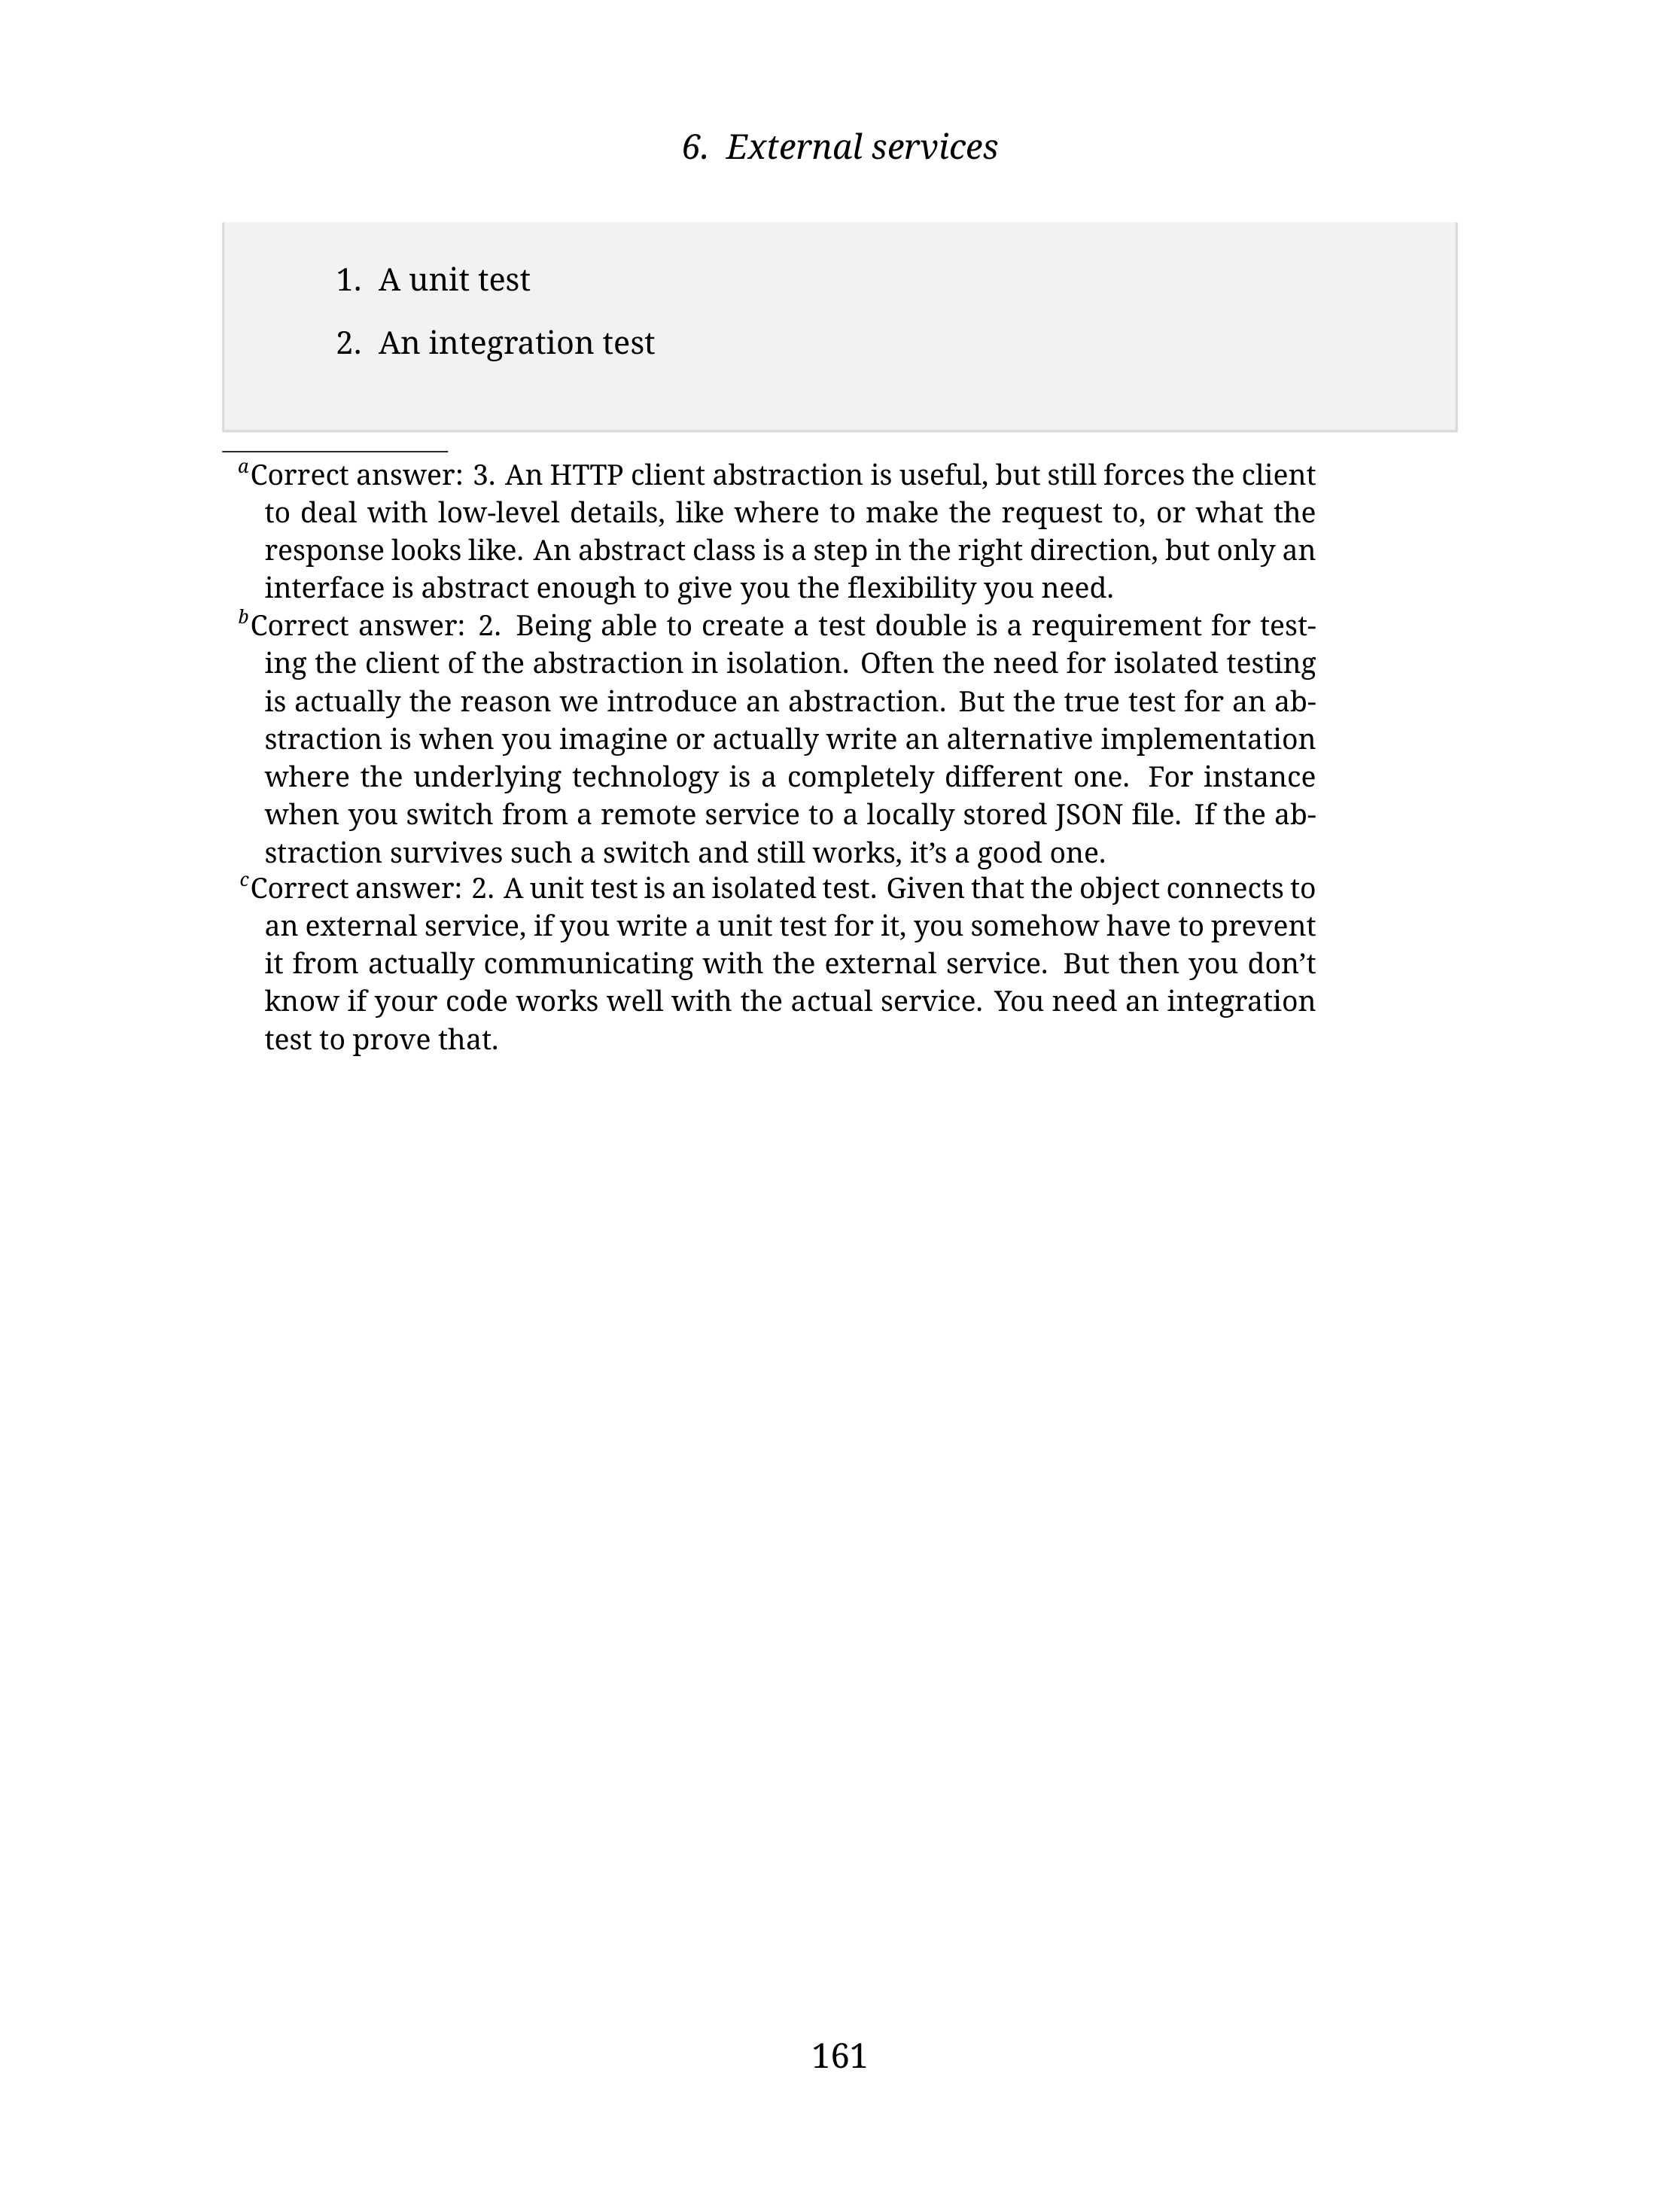 6. External services
1. A unit test
2. An integration test
aCorrect answer: 3. An HTTP client abstraction is useful, but still forces the client
to deal with low-level details, like where to make the request to, or what the
response looks like. An abstract class is a step in the right direction, but only an
interface is abstract enough to give you the flexibility you need.
bCorrect answer: 2. Being able to create a test double is a requirement for test-
ing the client of the abstraction in isolation. Often the need for isolated testing
is actually the reason we introduce an abstraction. But the true test for an ab-
straction is when you imagine or actually write an alternative implementation
where the underlying technology is a completely different one. For instance
when you switch from a remote service to a locally stored JSON file. If the ab-
straction survives such a switch and still works, it’s a good one.
cCorrect answer: 2. A unit test is an isolated test. Given that the object connects to
an external service, if you write a unit test for it, you somehow have to prevent
it from actually communicating with the external service. But then you don’t
know if your code works well with the actual service. You need an integration
test to prove that.
161